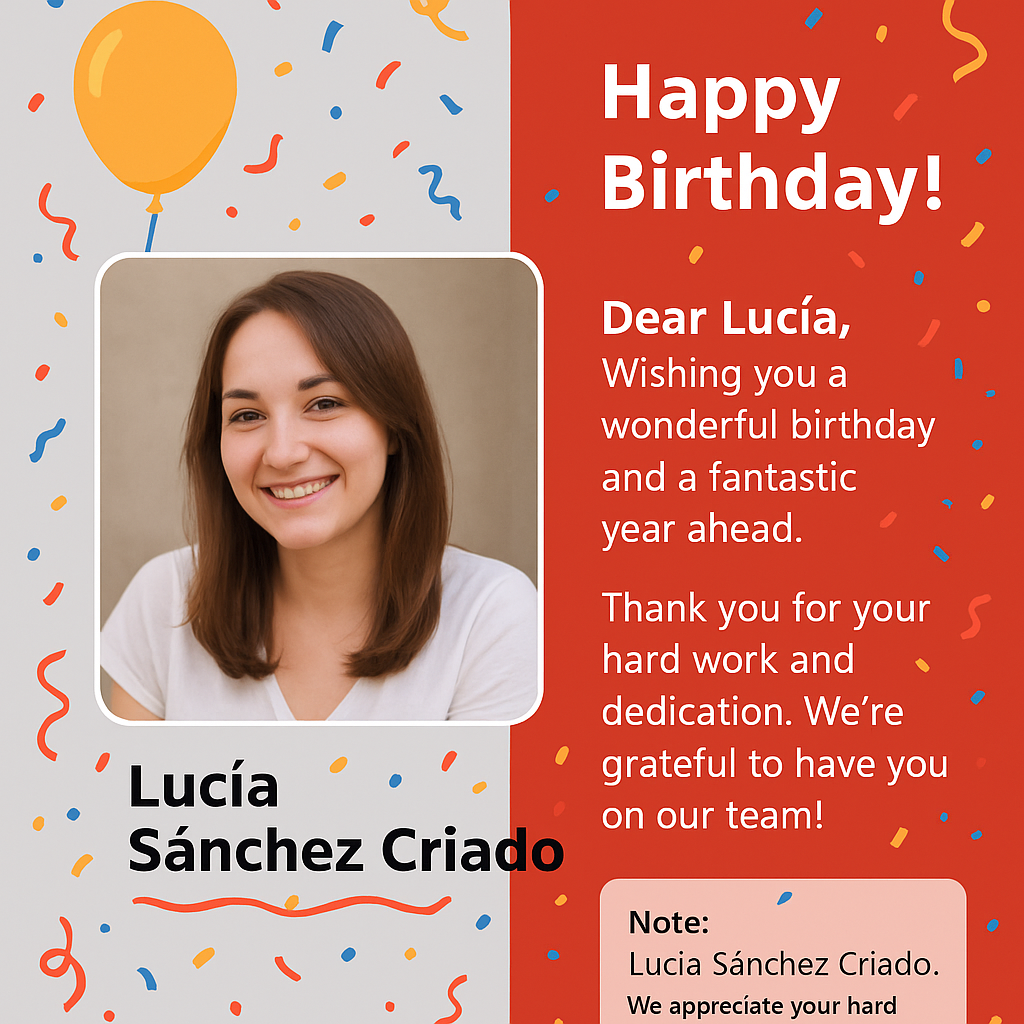 Happy
Birthday!
Dear Lucía,
Wishing you a
wonderful birthday
and a fantastic
year ahead.
Thank you for your
hard work and
dedication. We’re
grateful to have you
on our team!
Lucía
Sánchez Criado
Note:
Lucia Sánchez Criado.
We appreciate your hard